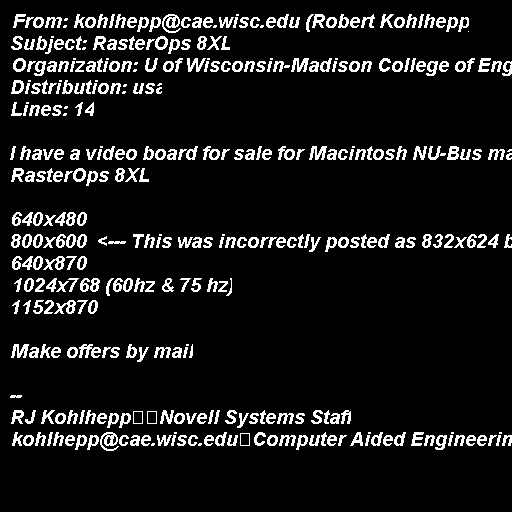 From: kohlhepp@cae.wisc.edu (Robert Kohlhepp
Subject: RasterOps 8XL
Organization: U of Wisconsin-Madison College of Eng
Distribution: usa
Lines: 14
I have a video board for sale for Macintosh NU-Bus ma
RasterOps 8XL
640x480
800x600 <--- This was incorrectly posted as 832x624 b
640x870
1024x768 (60hz & 75 hz)
1152x870
Make offers by mail
--
RJ Kohlhepp□□Novell Systems Staff
kohlhepp@cae.wisc.edu□Computer Aided Engineerin